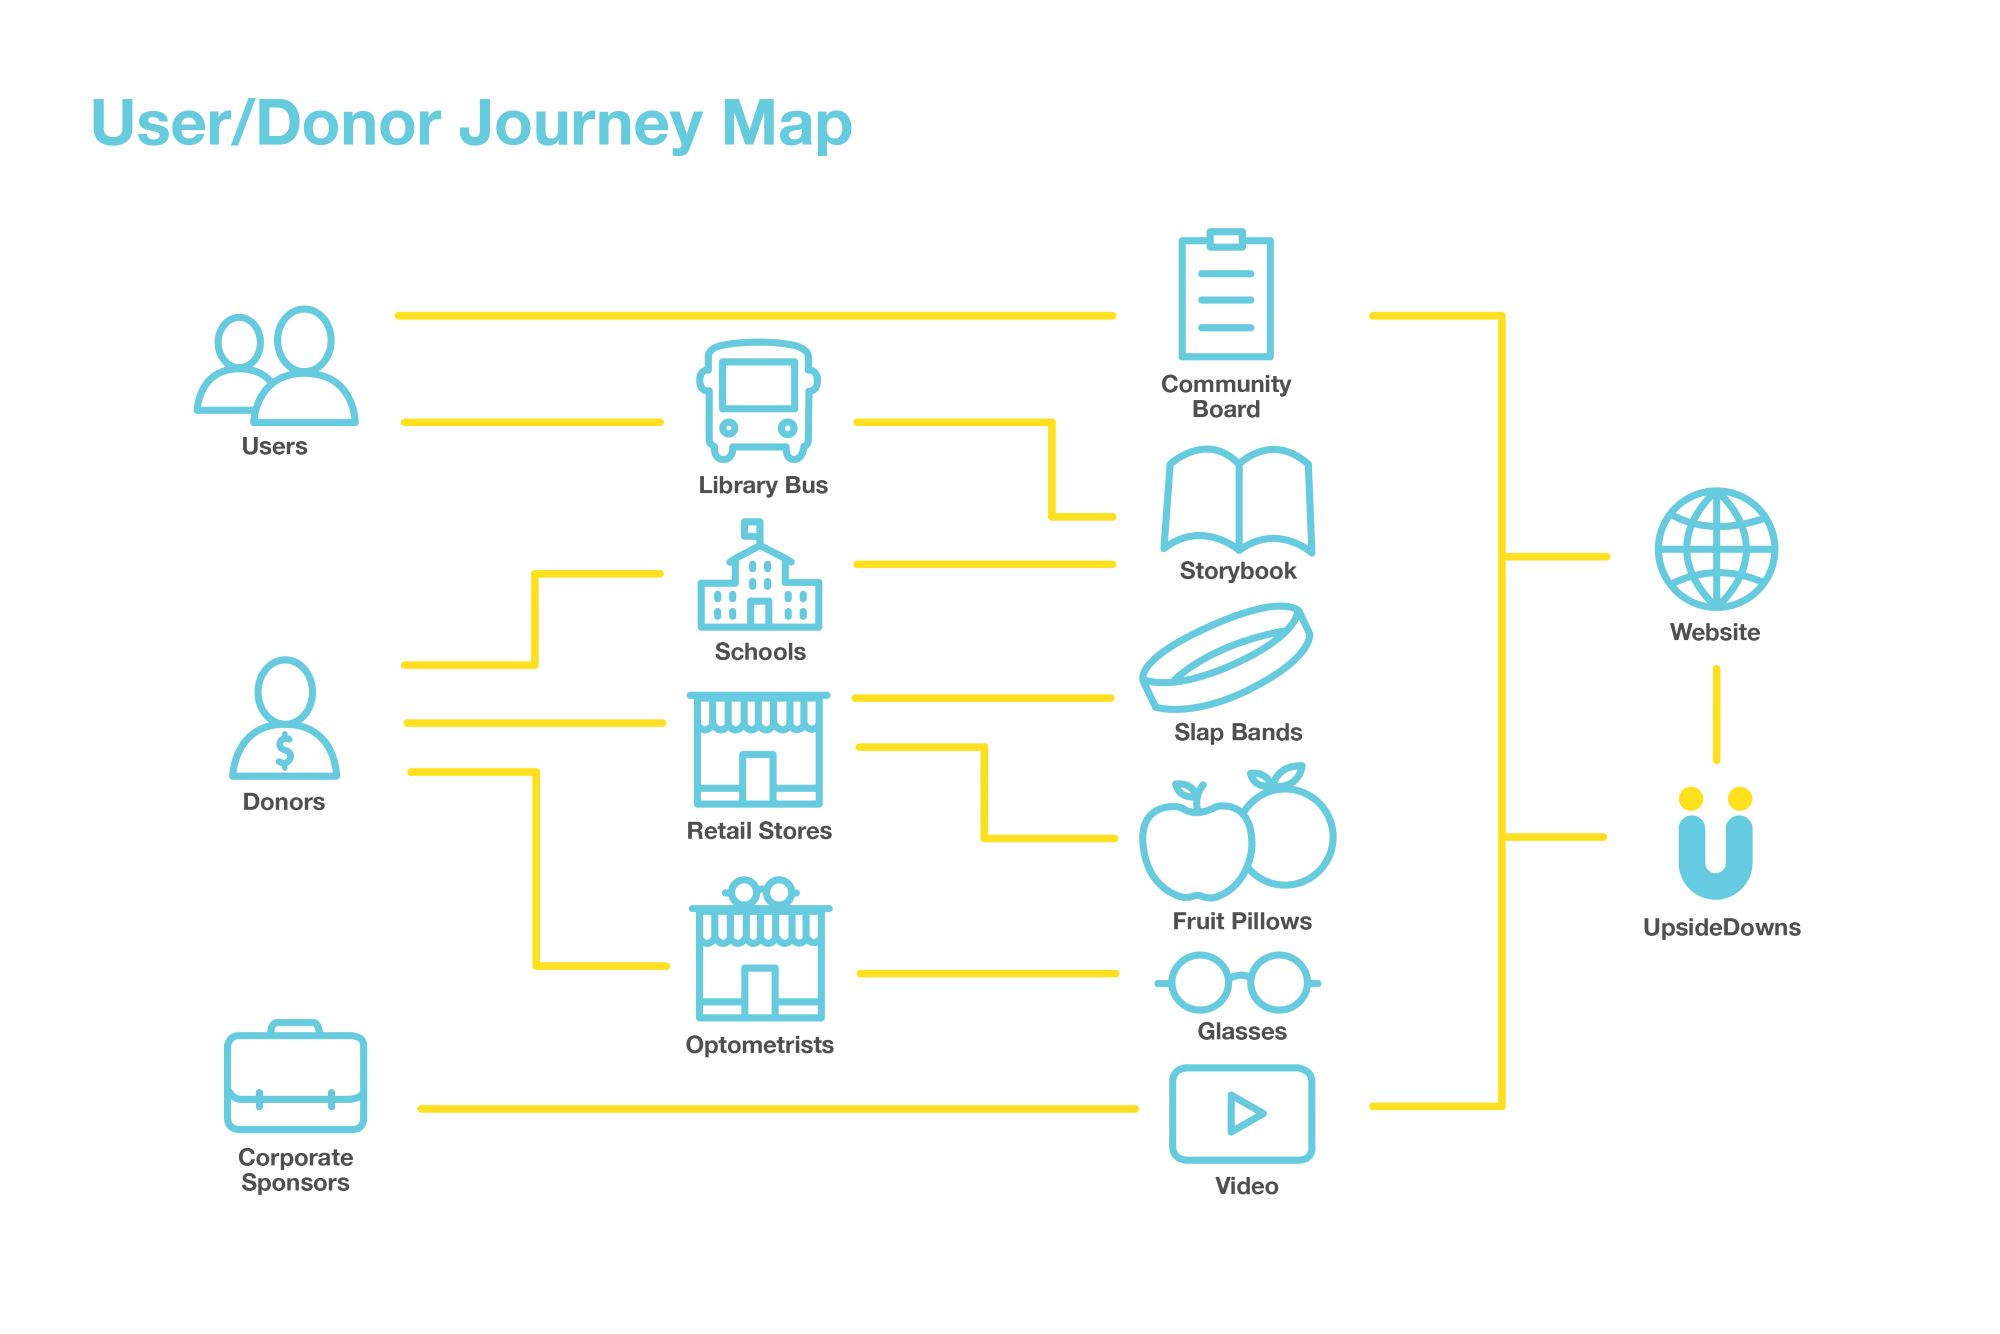 User/Donor Journey Map
Users
Donors
$
Corporate
Sponsors
Library Bus
Schools
Retail Stores
Optometrists
Community
Board
Storybook
Slap Bands
Fruit Pillows
Glasses
Video
Website
Ü
UpsideDowns